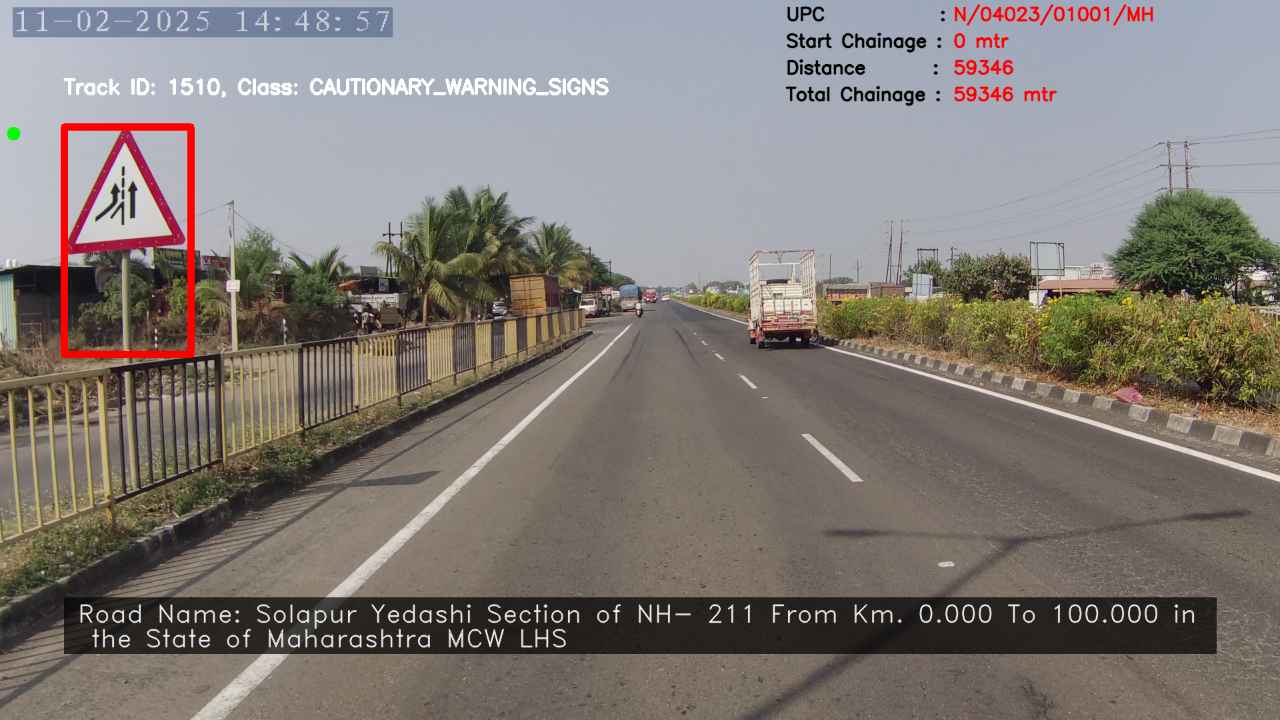 11-02-2025 14:48:57
UPC : N/04023/01001/MH
Start Chainage : 0 mtr
Distance : 59346
Total Chainage : 59346 mtr
Track ID: 1510, Class: CAUTIONARY_WARNING_SIGNS
Road Name: Solapur Yedashi Section of NH- 211 From Km. 0.000 To 100.000 in
the State of Maharashtra MCW LHS